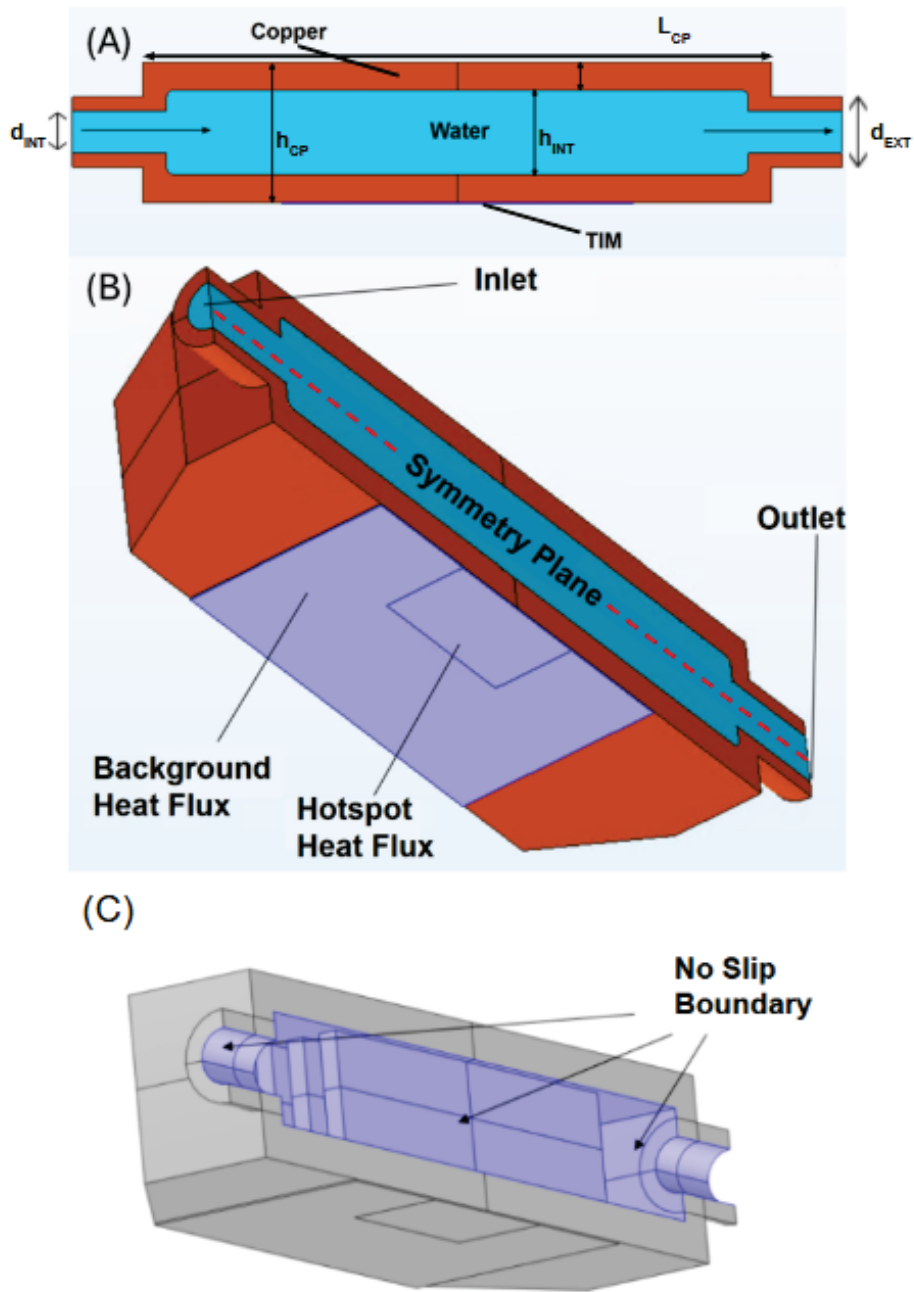 (A)
Copper
L_CP
d_INT
h_CP
Water
h_INT
d_EXT
TIM
(B)
Inlet
Symmetry Plane
Outlet
Background
Heat Flux
Hotspot
Heat Flux
(C)
No Slip
Boundary